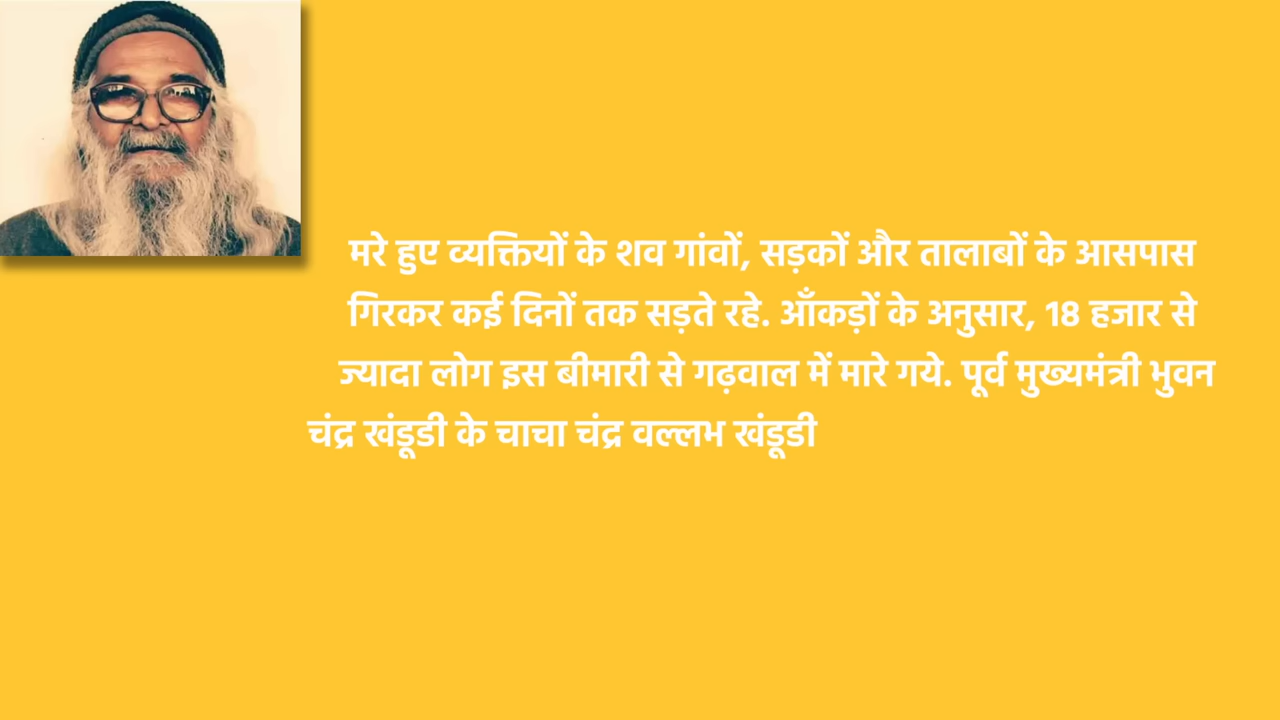 मरे हुए व्यक्तियों के शव गांवों, सड़कों और तालाबों के आसपास
गिरकर कई दिनों तक सड़ते रहे. आँकड़ों के अनुसार, 18 हजार से
ज्यादा लोग इस बीमारी से गढ़वाल में मारे गये. पूर्व मुख्यमंत्री भुवन
चंद्र खंडूडी के चाचा चंद्र वल्लभ खंडूडी